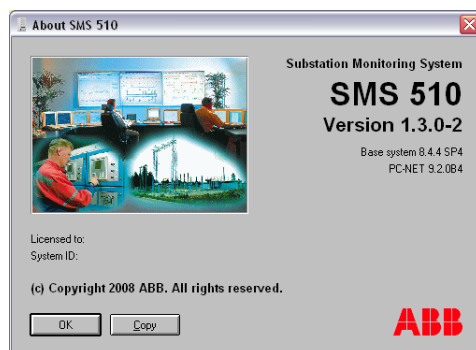 About SMS 510
Substation Monitoring System
SMS 510
Version 1.3.0-2
Base system 8.4.4 SP4
PC-NET 9.2.0B4
Licensed to:
System ID:
(c) Copyright 2008 ABB. All rights reserved.
OK
Copy
ABB